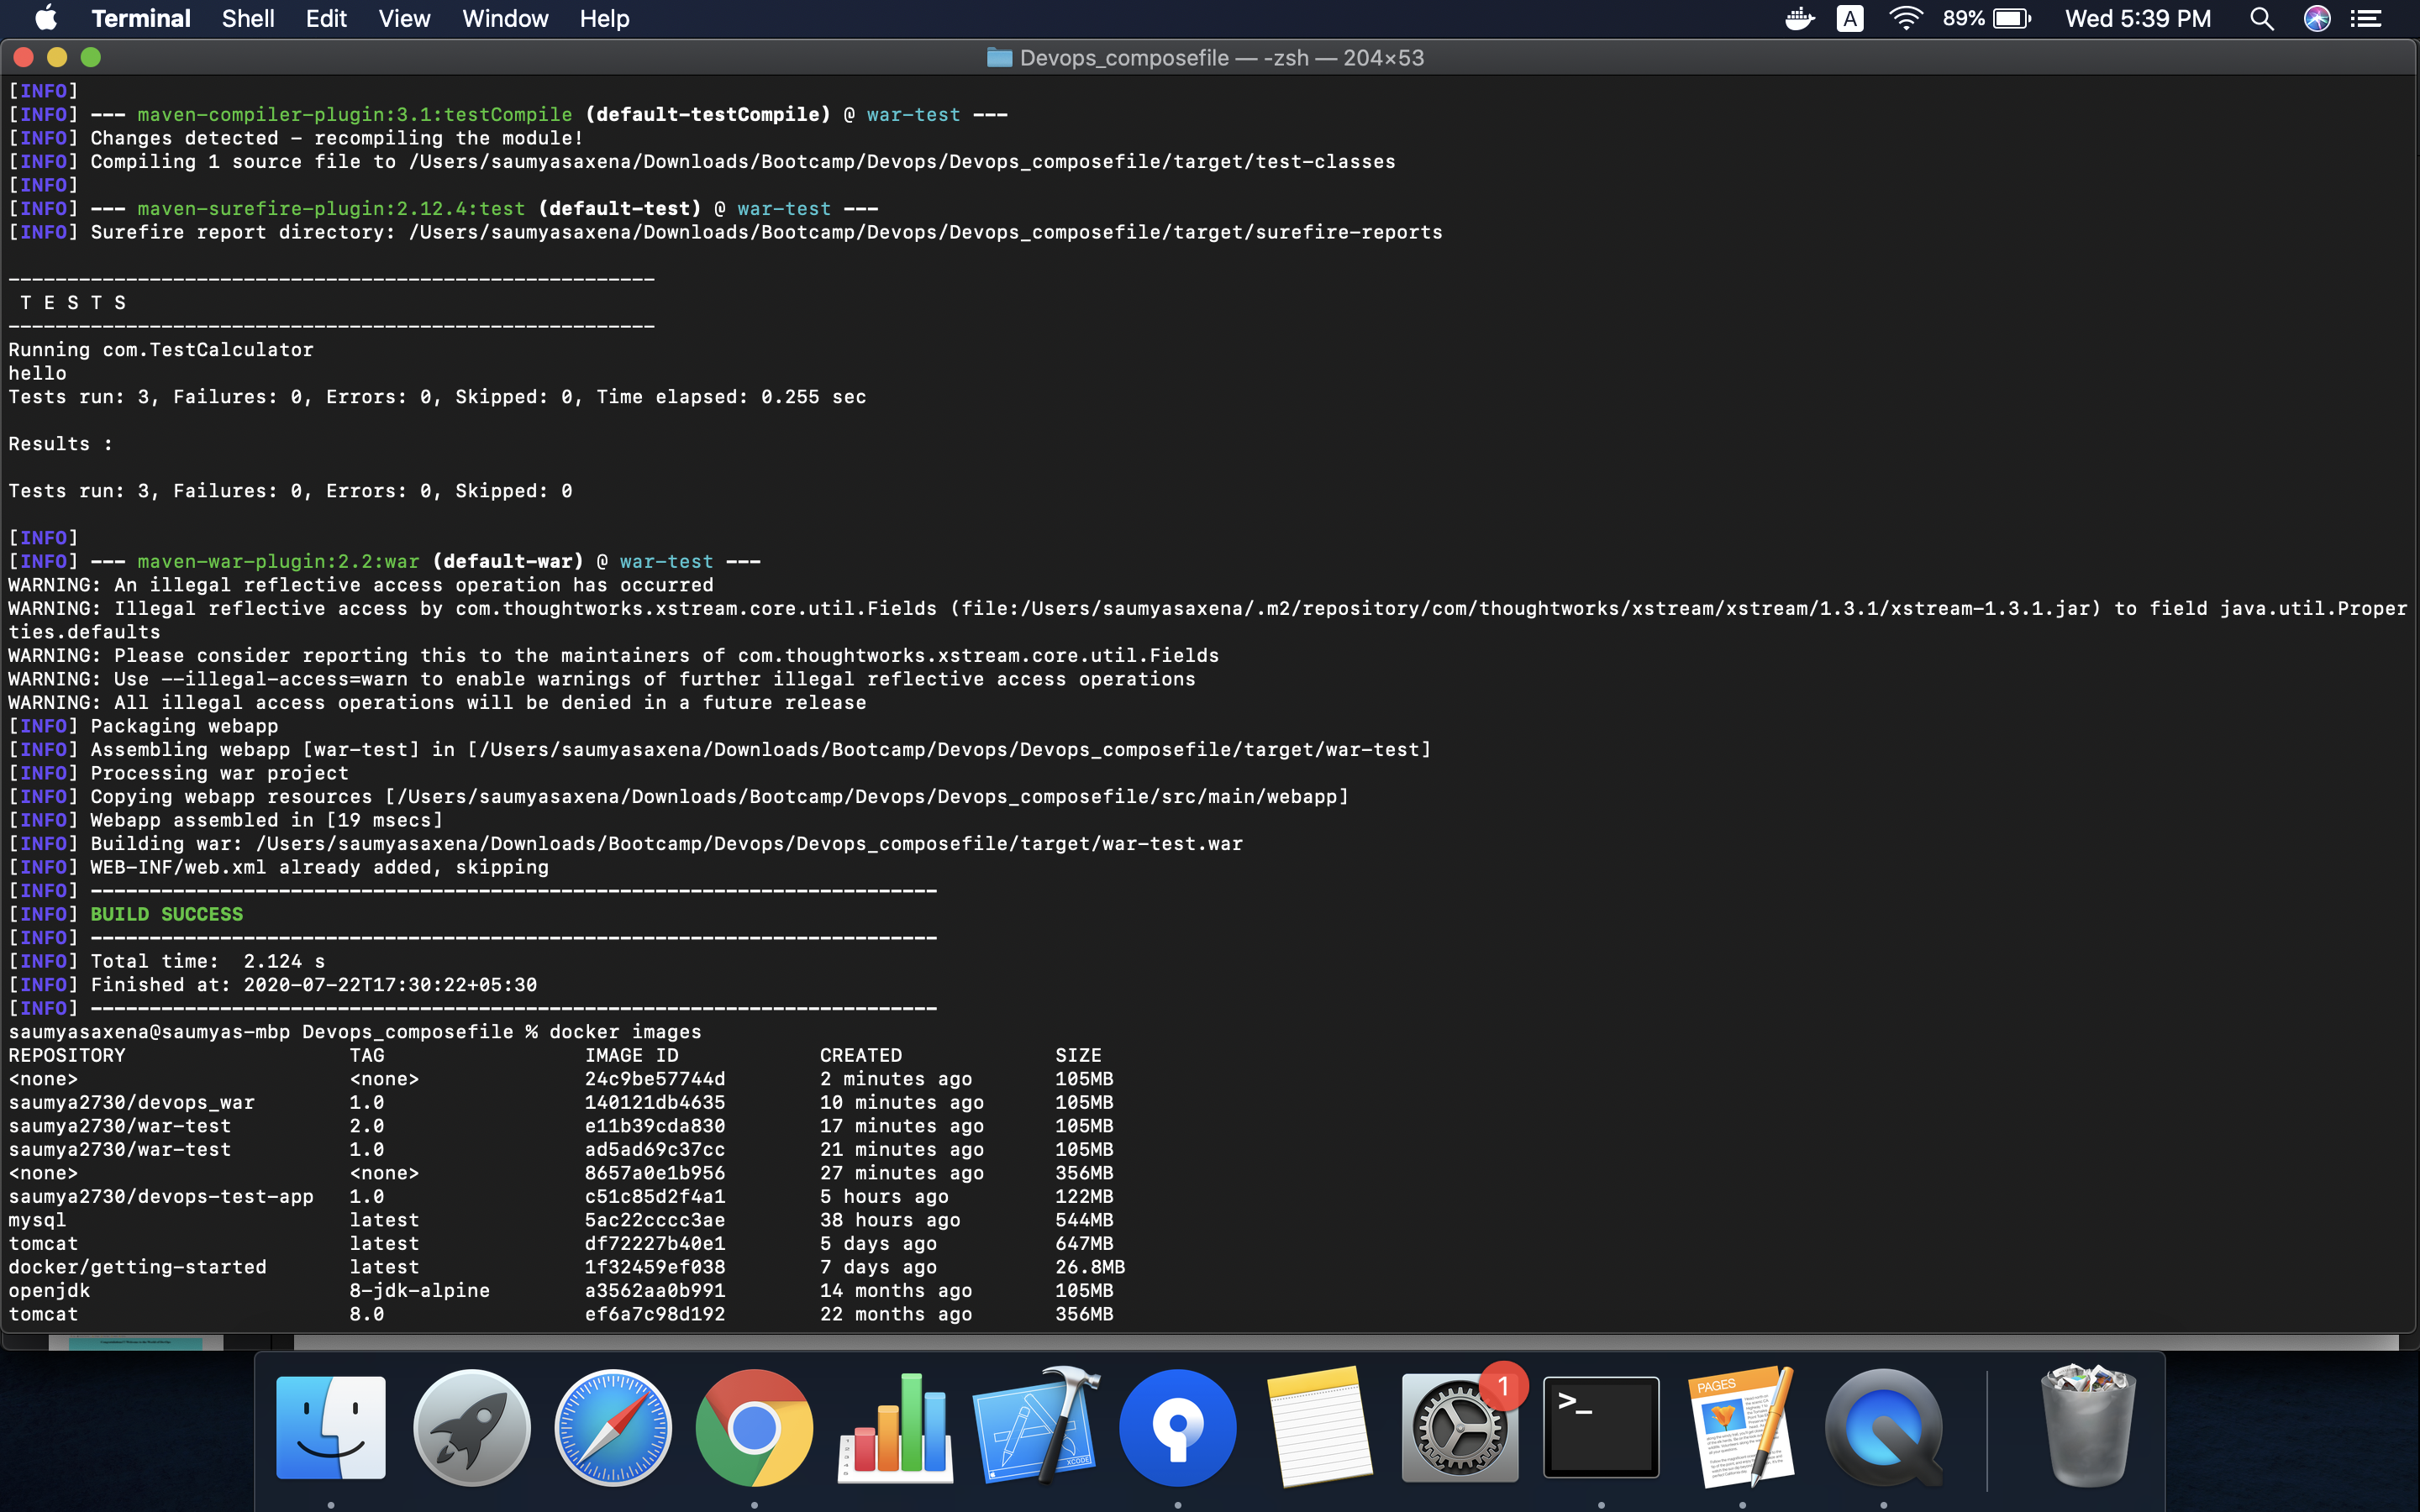 Terminal Shell Edit View Window Help A 89% Wed 5:39 PM
Devops_composefile — -zsh — 204×53
[INFO]
[INFO] --- maven-compiler-plugin:3.1:testCompile (default-testCompile) @ war-test ---
[INFO] Changes detected - recompiling the module!
[INFO] Compiling 1 source file to /Users/saumyasaxena/Downloads/Bootcamp/Devops/Devops_composefile/target/test-classes
[INFO]
[INFO] --- maven-surefire-plugin:2.12.4:test (default-test) @ war-test ---
[INFO] Surefire report directory: /Users/saumyasaxena/Downloads/Bootcamp/Devops/Devops_composefile/target/surefire-reports
-------------------------------------------------------
T E S T S
-------------------------------------------------------
Running com.TestCalculator
hello
Tests run: 3, Failures: 0, Errors: 0, Skipped: 0, Time elapsed: 0.255 sec
Results :
Tests run: 3, Failures: 0, Errors: 0, Skipped: 0
[INFO]
[INFO] --- maven-war-plugin:2.2:war (default-war) @ war-test ---
WARNING: An illegal reflective access operation has occurred
WARNING: Illegal reflective access by com.thoughtworks.xstream.core.util.Fields (file:/Users/saumyasaxena/.m2/repository/com/thoughtworks/xstream/xstream/1.3.1/xstream-1.3.1.jar) to field java.util.Proper
ties.defaults
WARNING: Please consider reporting this to the maintainers of com.thoughtworks.xstream.core.util.Fields
WARNING: Use --illegal-access=warn to enable warnings of further illegal reflective access operations
WARNING: All illegal access operations will be denied in a future release
[INFO] Packaging webapp
[INFO] Assembling webapp [war-test] in [/Users/saumyasaxena/Downloads/Bootcamp/Devops/Devops_composefile/target/war-test]
[INFO] Processing war project
[INFO] Copying webapp resources [/Users/saumyasaxena/Downloads/Bootcamp/Devops/Devops_composefile/src/main/webapp]
[INFO] Webapp assembled in [19 msecs]
[INFO] Building war: /Users/saumyasaxena/Downloads/Bootcamp/Devops/Devops_composefile/target/war-test.war
[INFO] WEB-INF/web.xml already added, skipping
[INFO] ------------------------------------------------------------------------
[INFO] BUILD SUCCESS
[INFO] ------------------------------------------------------------------------
[INFO] Total time:  2.124 s
[INFO] Finished at: 2020-07-22T17:30:22+05:30
[INFO] ------------------------------------------------------------------------
saumyasaxena@saumyas-mbp Devops_composefile % docker images
REPOSITORY TAG IMAGE ID CREATED SIZE
<none> <none> 24c9be57744d 2 minutes ago 105MB
saumya2730/devops_war 1.0 140121db4635 10 minutes ago 105MB
saumya2730/war-test 2.0 e11b39cda830 17 minutes ago 105MB
saumya2730/war-test 1.0 ad5ad69c37cc 21 minutes ago 105MB
<none> <none> 8657a0e1b956 27 minutes ago 356MB
saumya2730/devops-test-app 1.0 c51c85d2f4a1 5 hours ago 122MB
mysql latest 5ac22cccc3ae 38 hours ago 544MB
tomcat latest df72227b40e1 5 days ago 647MB
docker/getting-started latest 1f32459ef038 7 days ago 26.8MB
openjdk 8-jdk-alpine a3562aa0b991 14 months ago 105MB
tomcat 8.0 ef6a7c98d192 22 months ago 356MB
1
>_
PAGES
XCODE